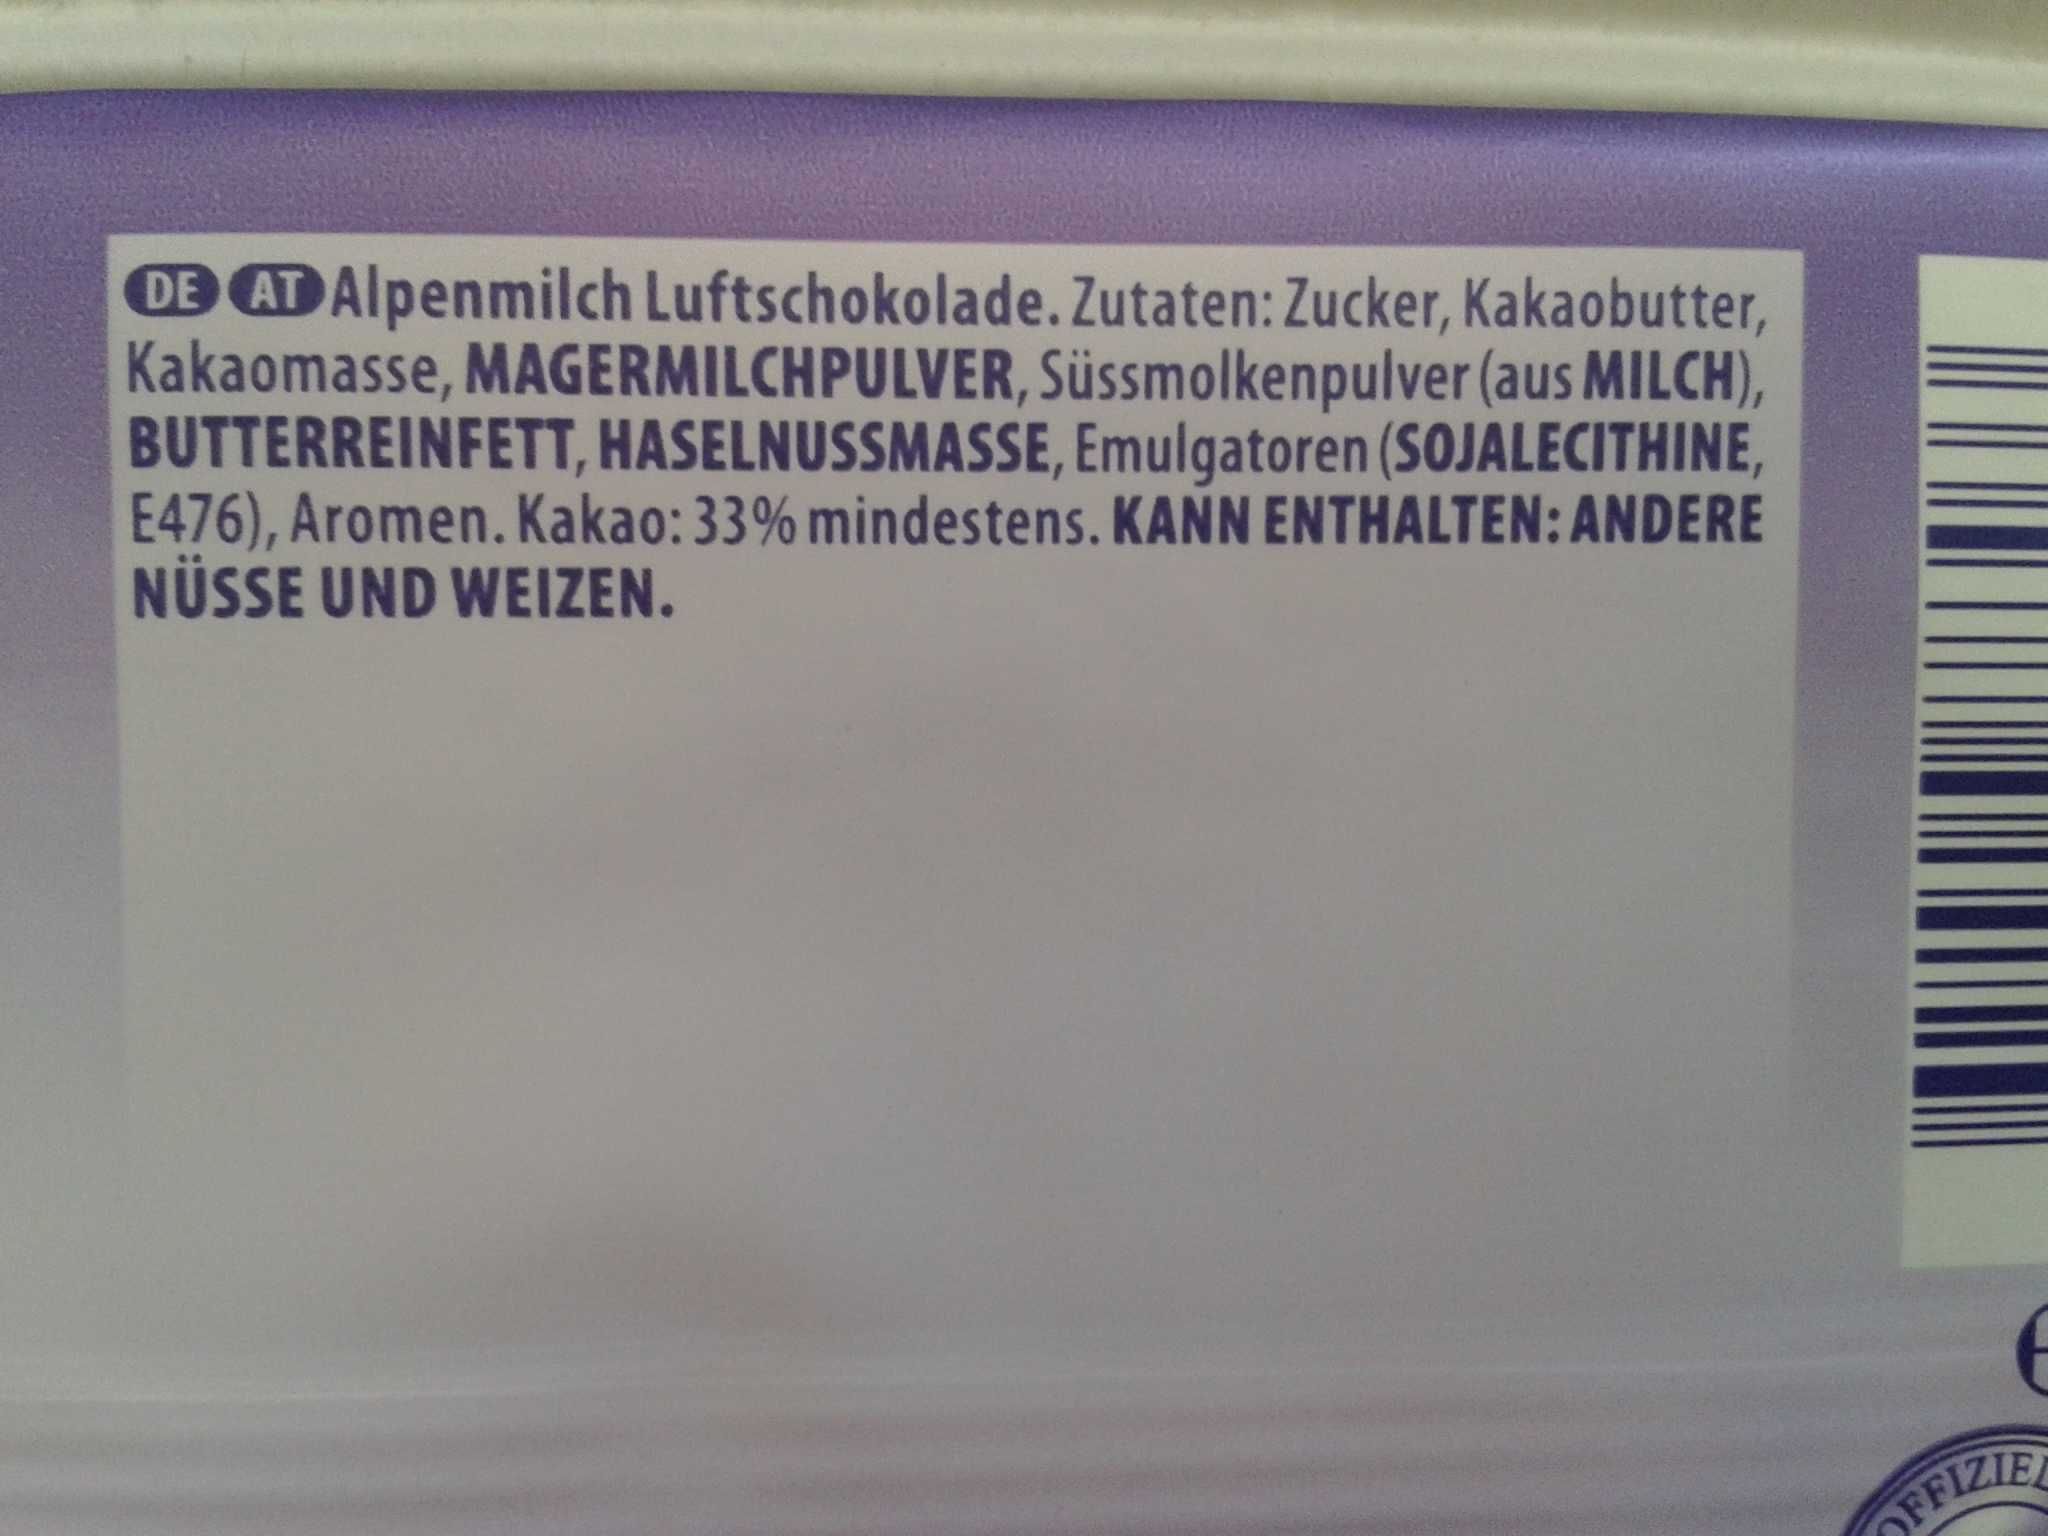 DE AT Alpenmilch Luftschokolade. Zutaten: Zucker, Kakaobutter,
Kakaomasse, MAGERMILCHPULVER, Süssmolkenpulver (aus MILCH),
BUTTERREINFETT, HASELNUSSMASSE, Emulgatoren (SOJALECITHINE,
E476), Aromen. Kakao: 33% mindestens. KANN ENTHALTEN: ANDERE
NÜSSE UND WEIZEN.